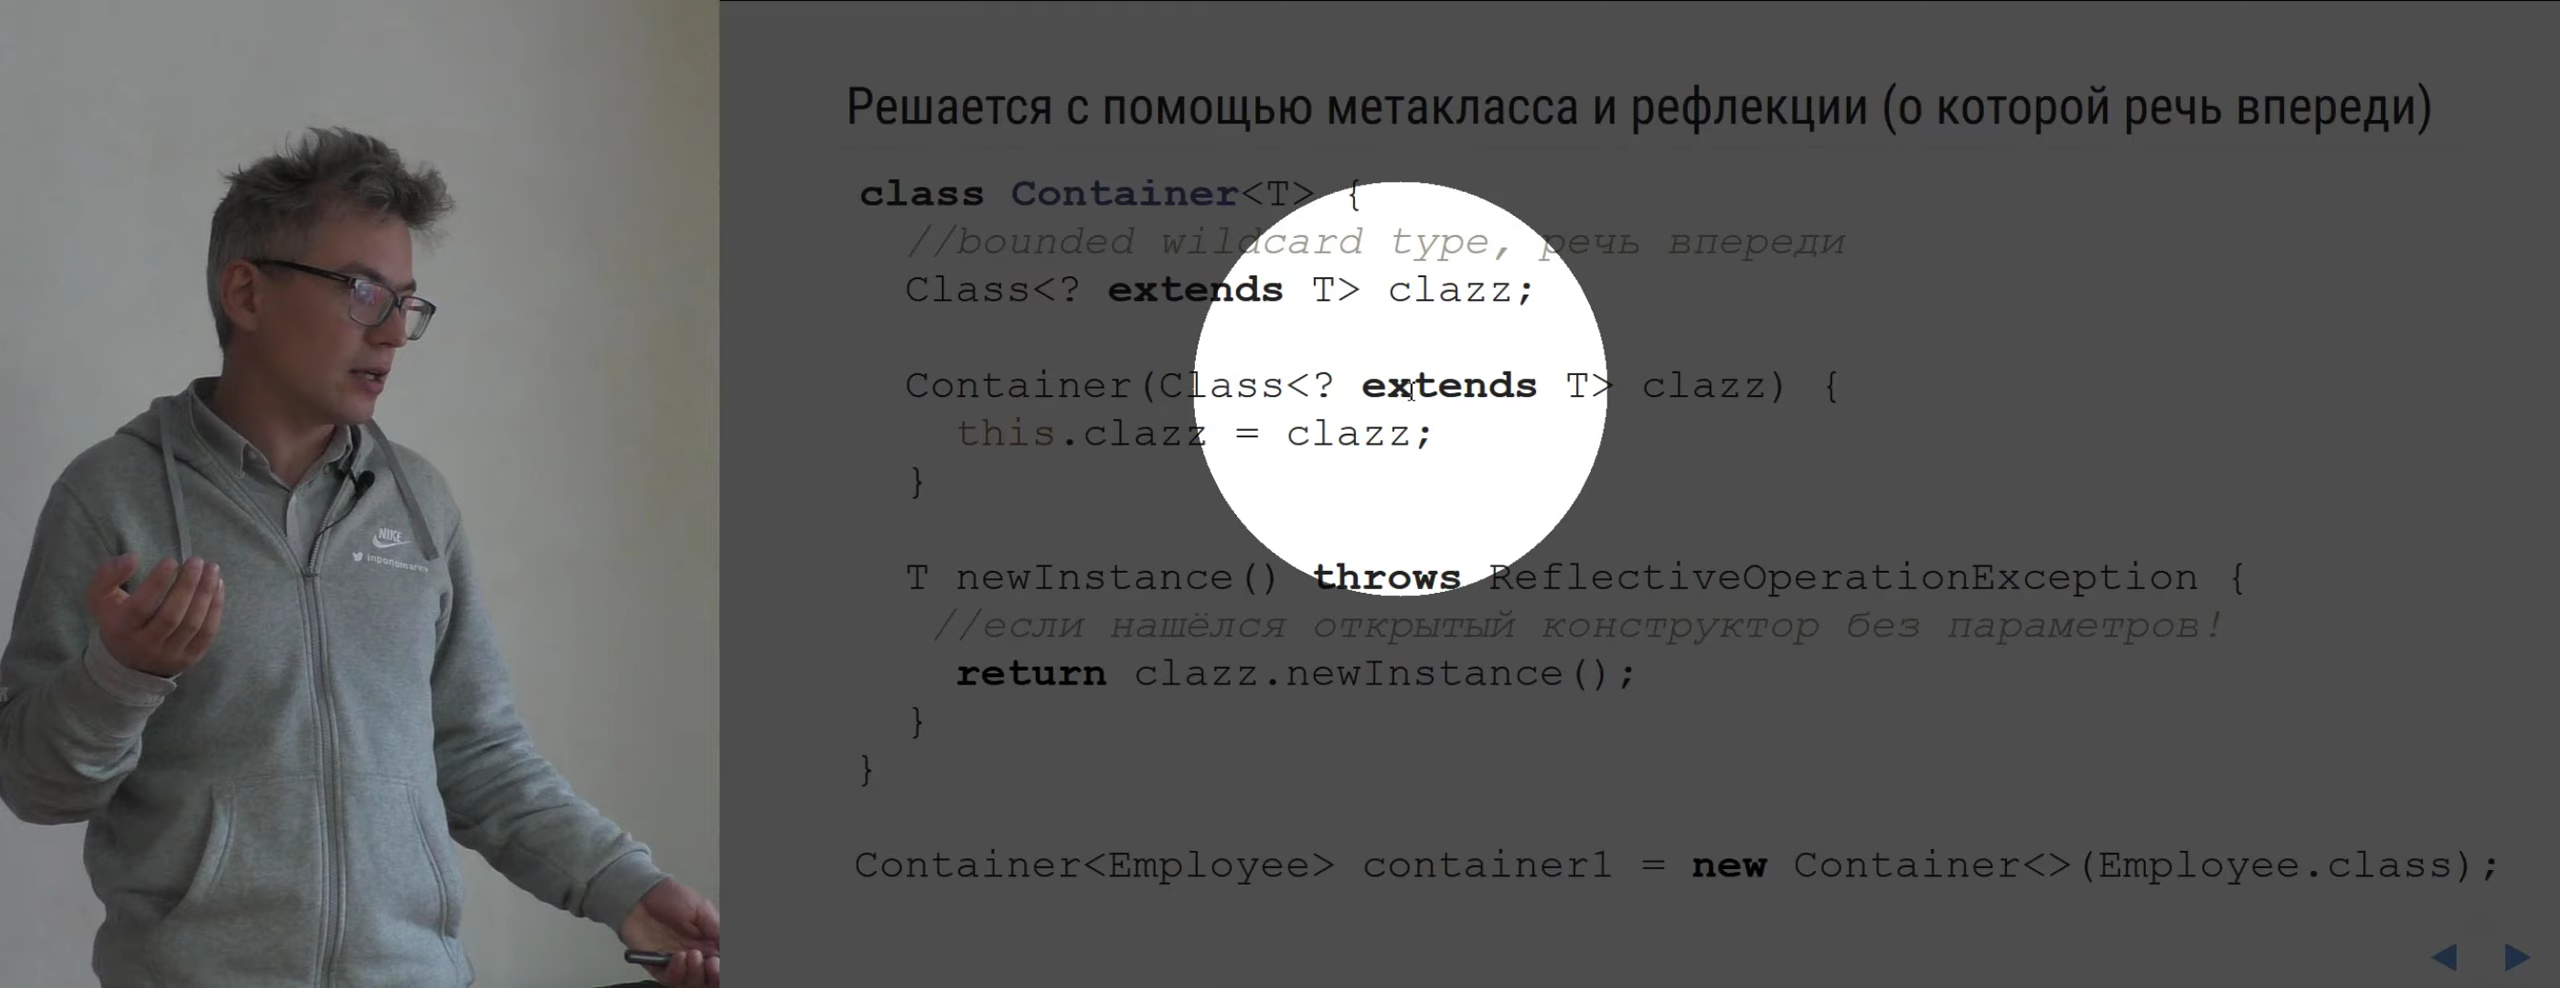 Решается с помощью метакласса и рефлекции (о которой речь впереди)
class Container<T> {
//bounded wildcard type, речь впереди
Class<? extends T> clazz;
Container(Class<? extends T> clazz) {
this.clazz = clazz;
}
T newInstance() throws ReflectiveOperationException {
//если нашёлся открытый конструктор без параметров!
return clazz.newInstance();
}
}
Container<Employee> container1 = new Container<>(Employee.class);
NIKE